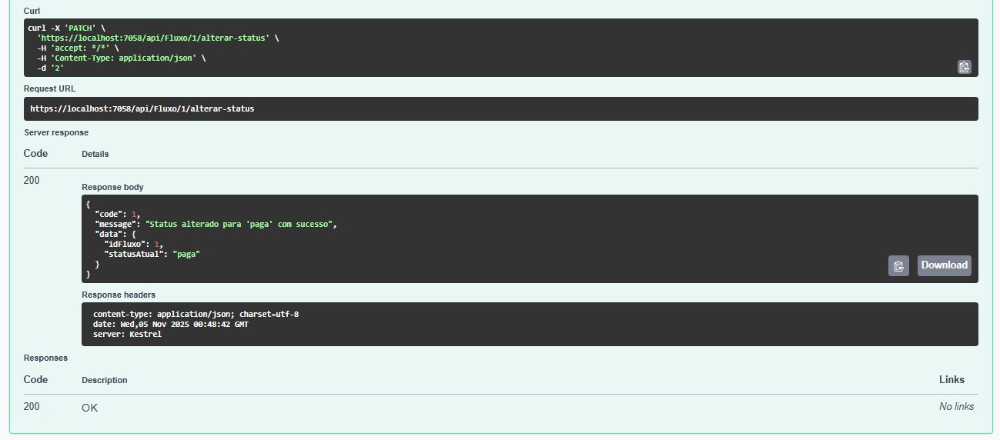 Curl
curl -X 'PATCH' \
  'https://localhost:7058/api/Fluxo/1/alterar-status' \
  -H 'accept: */*' \
  -H 'Content-Type: application/json' \
  -d '2'
Request URL
https://localhost:7058/api/Fluxo/1/alterar-status
Server response
Code Details
200
Response body
{
  "code": 1,
  "message": "Status alterado para 'paga' com sucesso",
  "data": {
    "idFluxo": 1,
    "statusAtual": "paga"
  }
}
Download
Response headers
content-type: application/json; charset=utf-8
date: Wed,05 Nov 2025 00:48:42 GMT
server: Kestrel
Responses
Code Description Links
200 OK No links